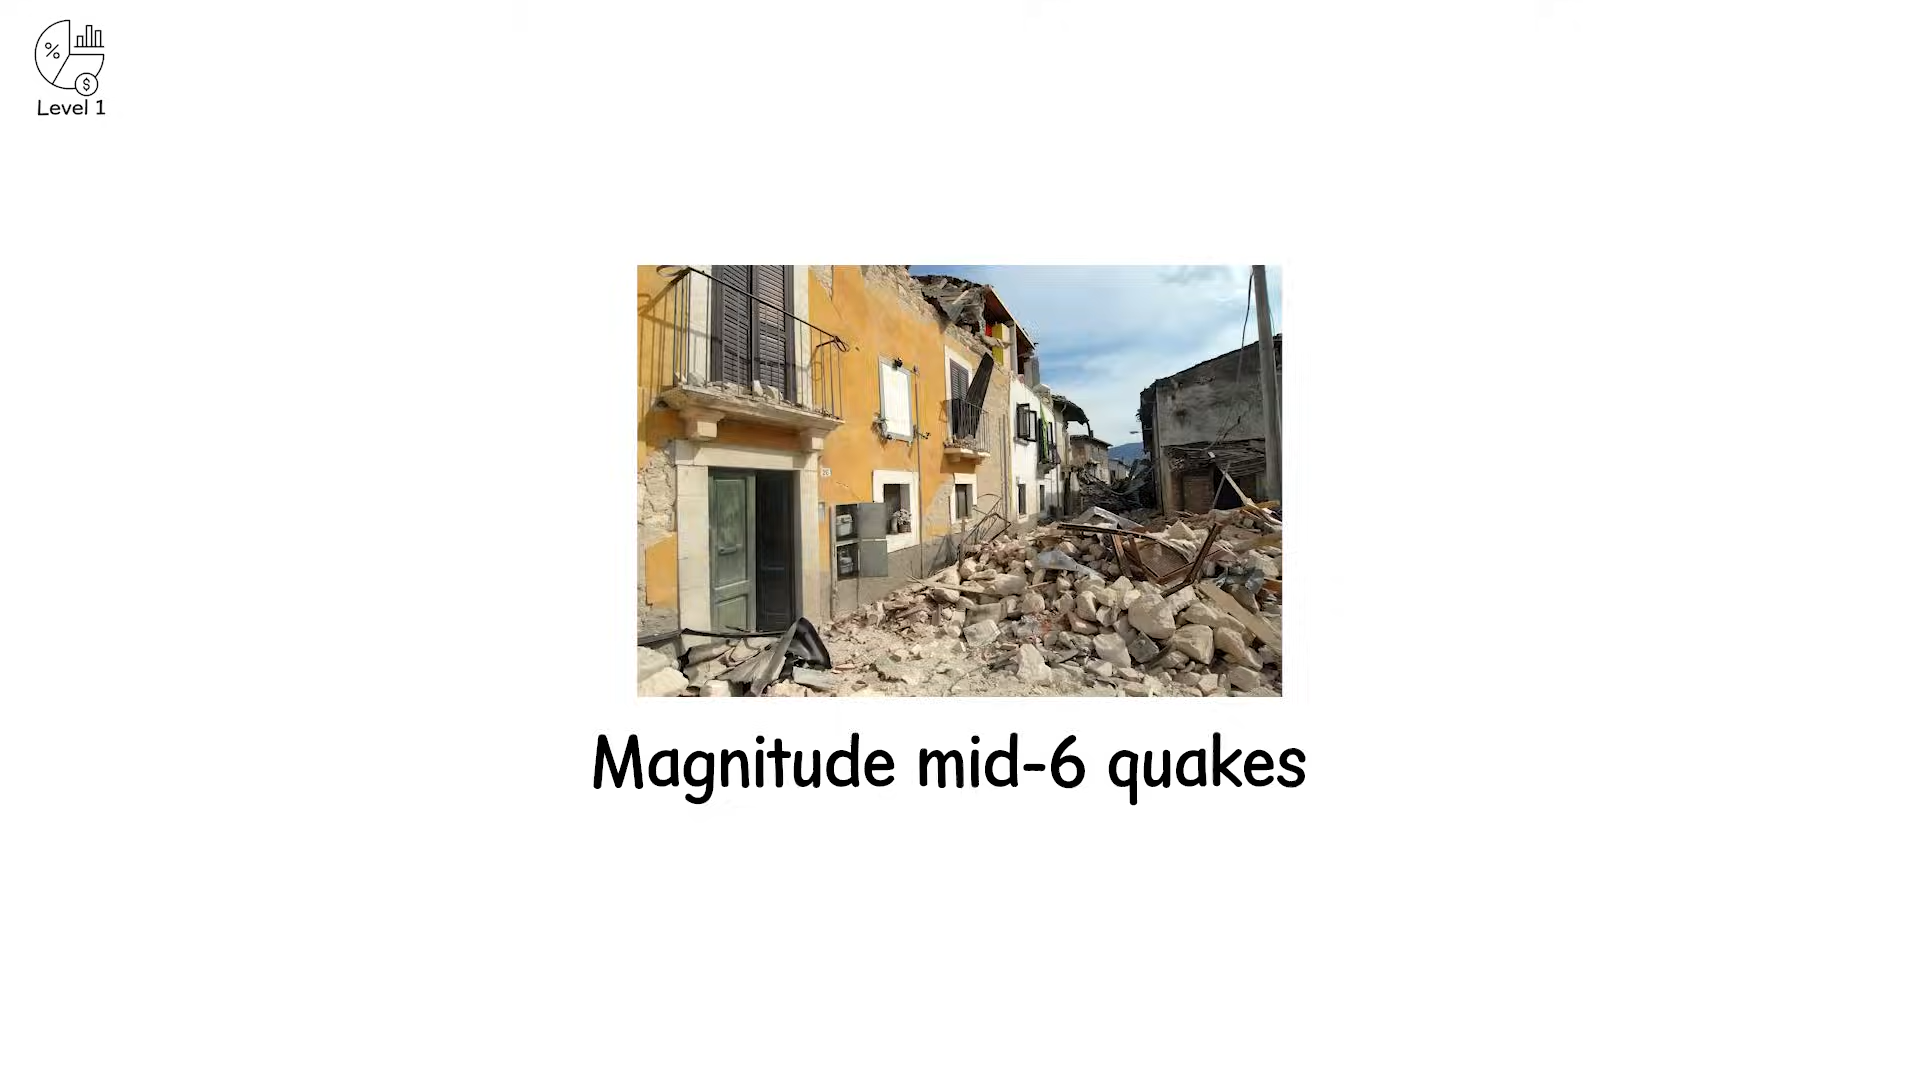 %
$
Level 1
Magnitude mid-6 quakes